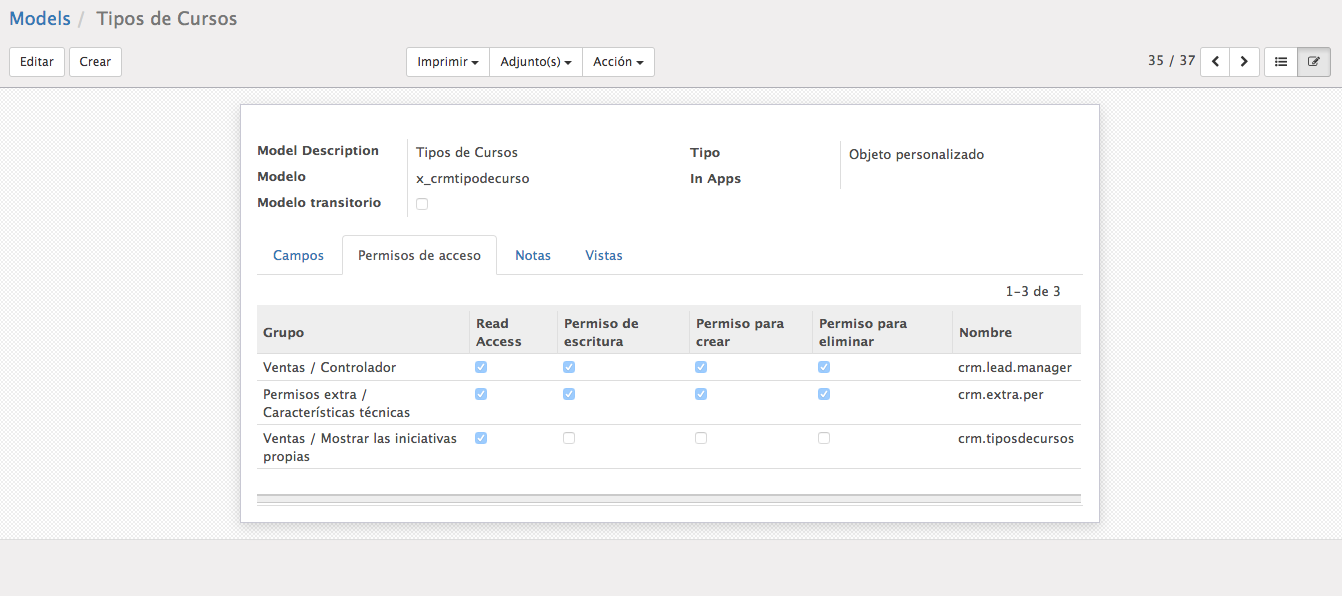 Models / Tipos de Cursos
Editar Crear Imprimir Adjunto(s) Acción 35 / 37
Model Description Tipos de Cursos Tipo Objeto personalizado
Modelo x_crmtipodecurso In Apps
Modelo transitorio
Campos Permisos de acceso Notas Vistas
1-3 de 3
Grupo Read Access Permiso de escritura Permiso para crear Permiso para eliminar Nombre
Ventas / Controlador crm.lead.manager
Permisos extra / crm.extra.per
Características técnicas
Ventas / Mostrar las iniciativas crm.tiposdecursos
propias